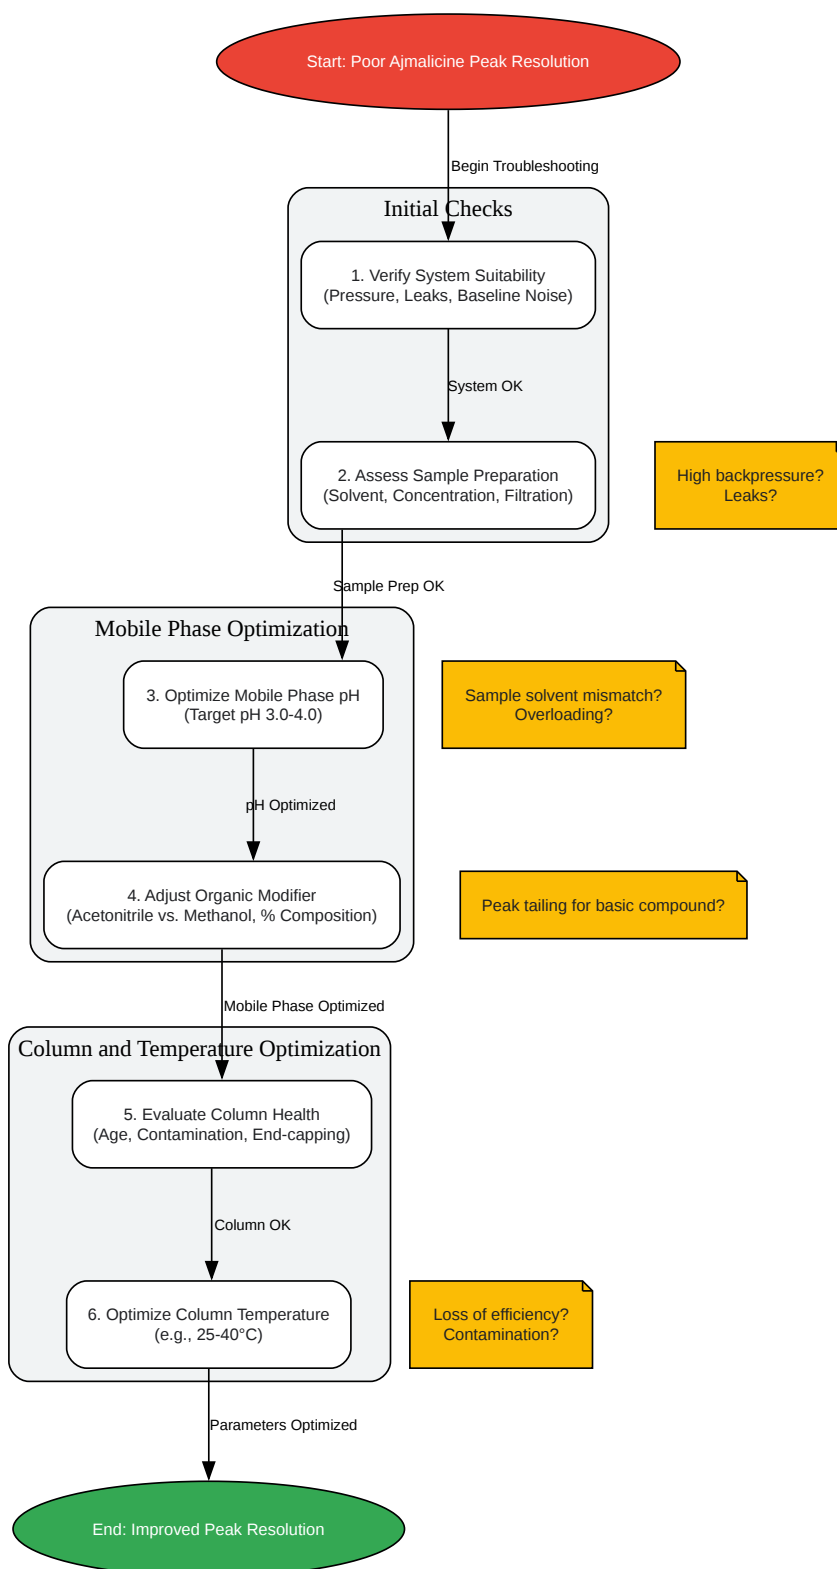 Start: Poor Ajmalicine Peak Resolution
Begin Troubleshooting
Initial Checks
1. Verify System Suitability
(Pressure, Leaks, Baseline Noise)
System OK
2. Assess Sample Preparation
(Solvent, Concentration, Filtration)
High backpressure?
Leaks?
Sample Prep OK
Mobile Phase Optimization
3. Optimize Mobile Phase pH
(Target pH 3.0-4.0)
Sample solvent mismatch?
Overloading?
pH Optimized
4. Adjust Organic Modifier
(Acetonitrile vs. Methanol, % Composition)
Peak tailing for basic compound?
Mobile Phase Optimized
Column and Temperature Optimization
5. Evaluate Column Health
(Age, Contamination, End-capping)
Column OK
6. Optimize Column Temperature
(e.g., 25-40°C)
Loss of efficiency?
Contamination?
Parameters Optimized
End: Improved Peak Resolution